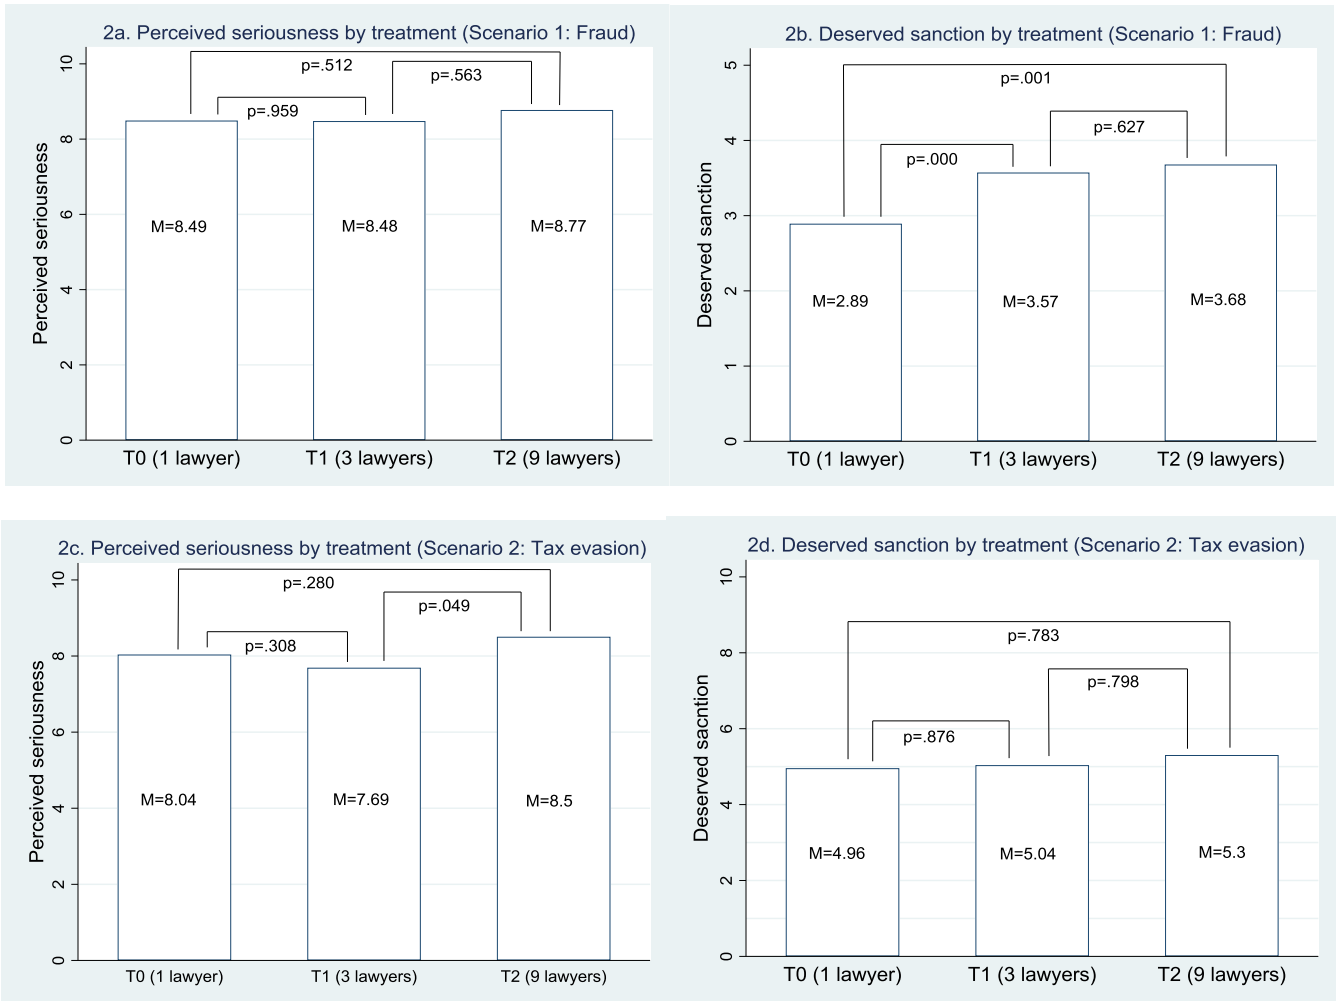 2a. Perceived seriousness by treatment (Scenario 1: Fraud)
Perceived seriousness
10
8
6
4
2
0
p=.512
p=.563
p=.959
M=8.49
M=8.48
M=8.77
T0 (1 lawyer)
T1 (3 lawyers)
T2 (9 lawyers)
2b. Deserved sanction by treatment (Scenario 1: Fraud)
Deserved sanction
5
4
3
2
1
0
p=.001
p=.627
p=.000
M=2.89
M=3.57
M=3.68
T0 (1 lawyer)
T1 (3 lawyers)
T2 (9 lawyers)
2c. Perceived seriousness by treatment (Scenario 2: Tax evasion)
Perceived seriousness
10
8
6
4
2
0
p=.280
p=.049
p=.308
M=8.04
M=7.69
M=8.5
T0 (1 lawyer)
T1 (3 lawyers)
T2 (9 lawyers)
2d. Deserved sanction by treatment (Scenario 2: Tax evasion)
Deserved sacntion
10
8
6
4
2
0
p=.783
p=.798
p=.876
M=4.96
M=5.04
M=5.3
T0 (1 lawyer)
T1 (3 lawyers)
T2 (9 lawyers)